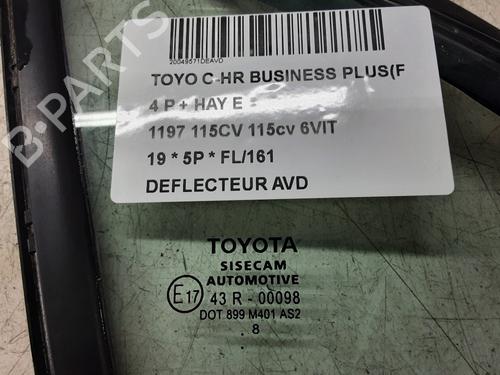 20049571DEAVD
TOYO C-HR BUSINESS PLUS(F
4 P + HAY E
1197 115CV 115cv 6VIT
19 * 5P * FL/161
DEFLECTEUR AVD
TOYOTA
SISECAM
AUTOMOTIVE
E17 43 R - 00098
DOT 899 M401 AS2
. 8
B-PARTS